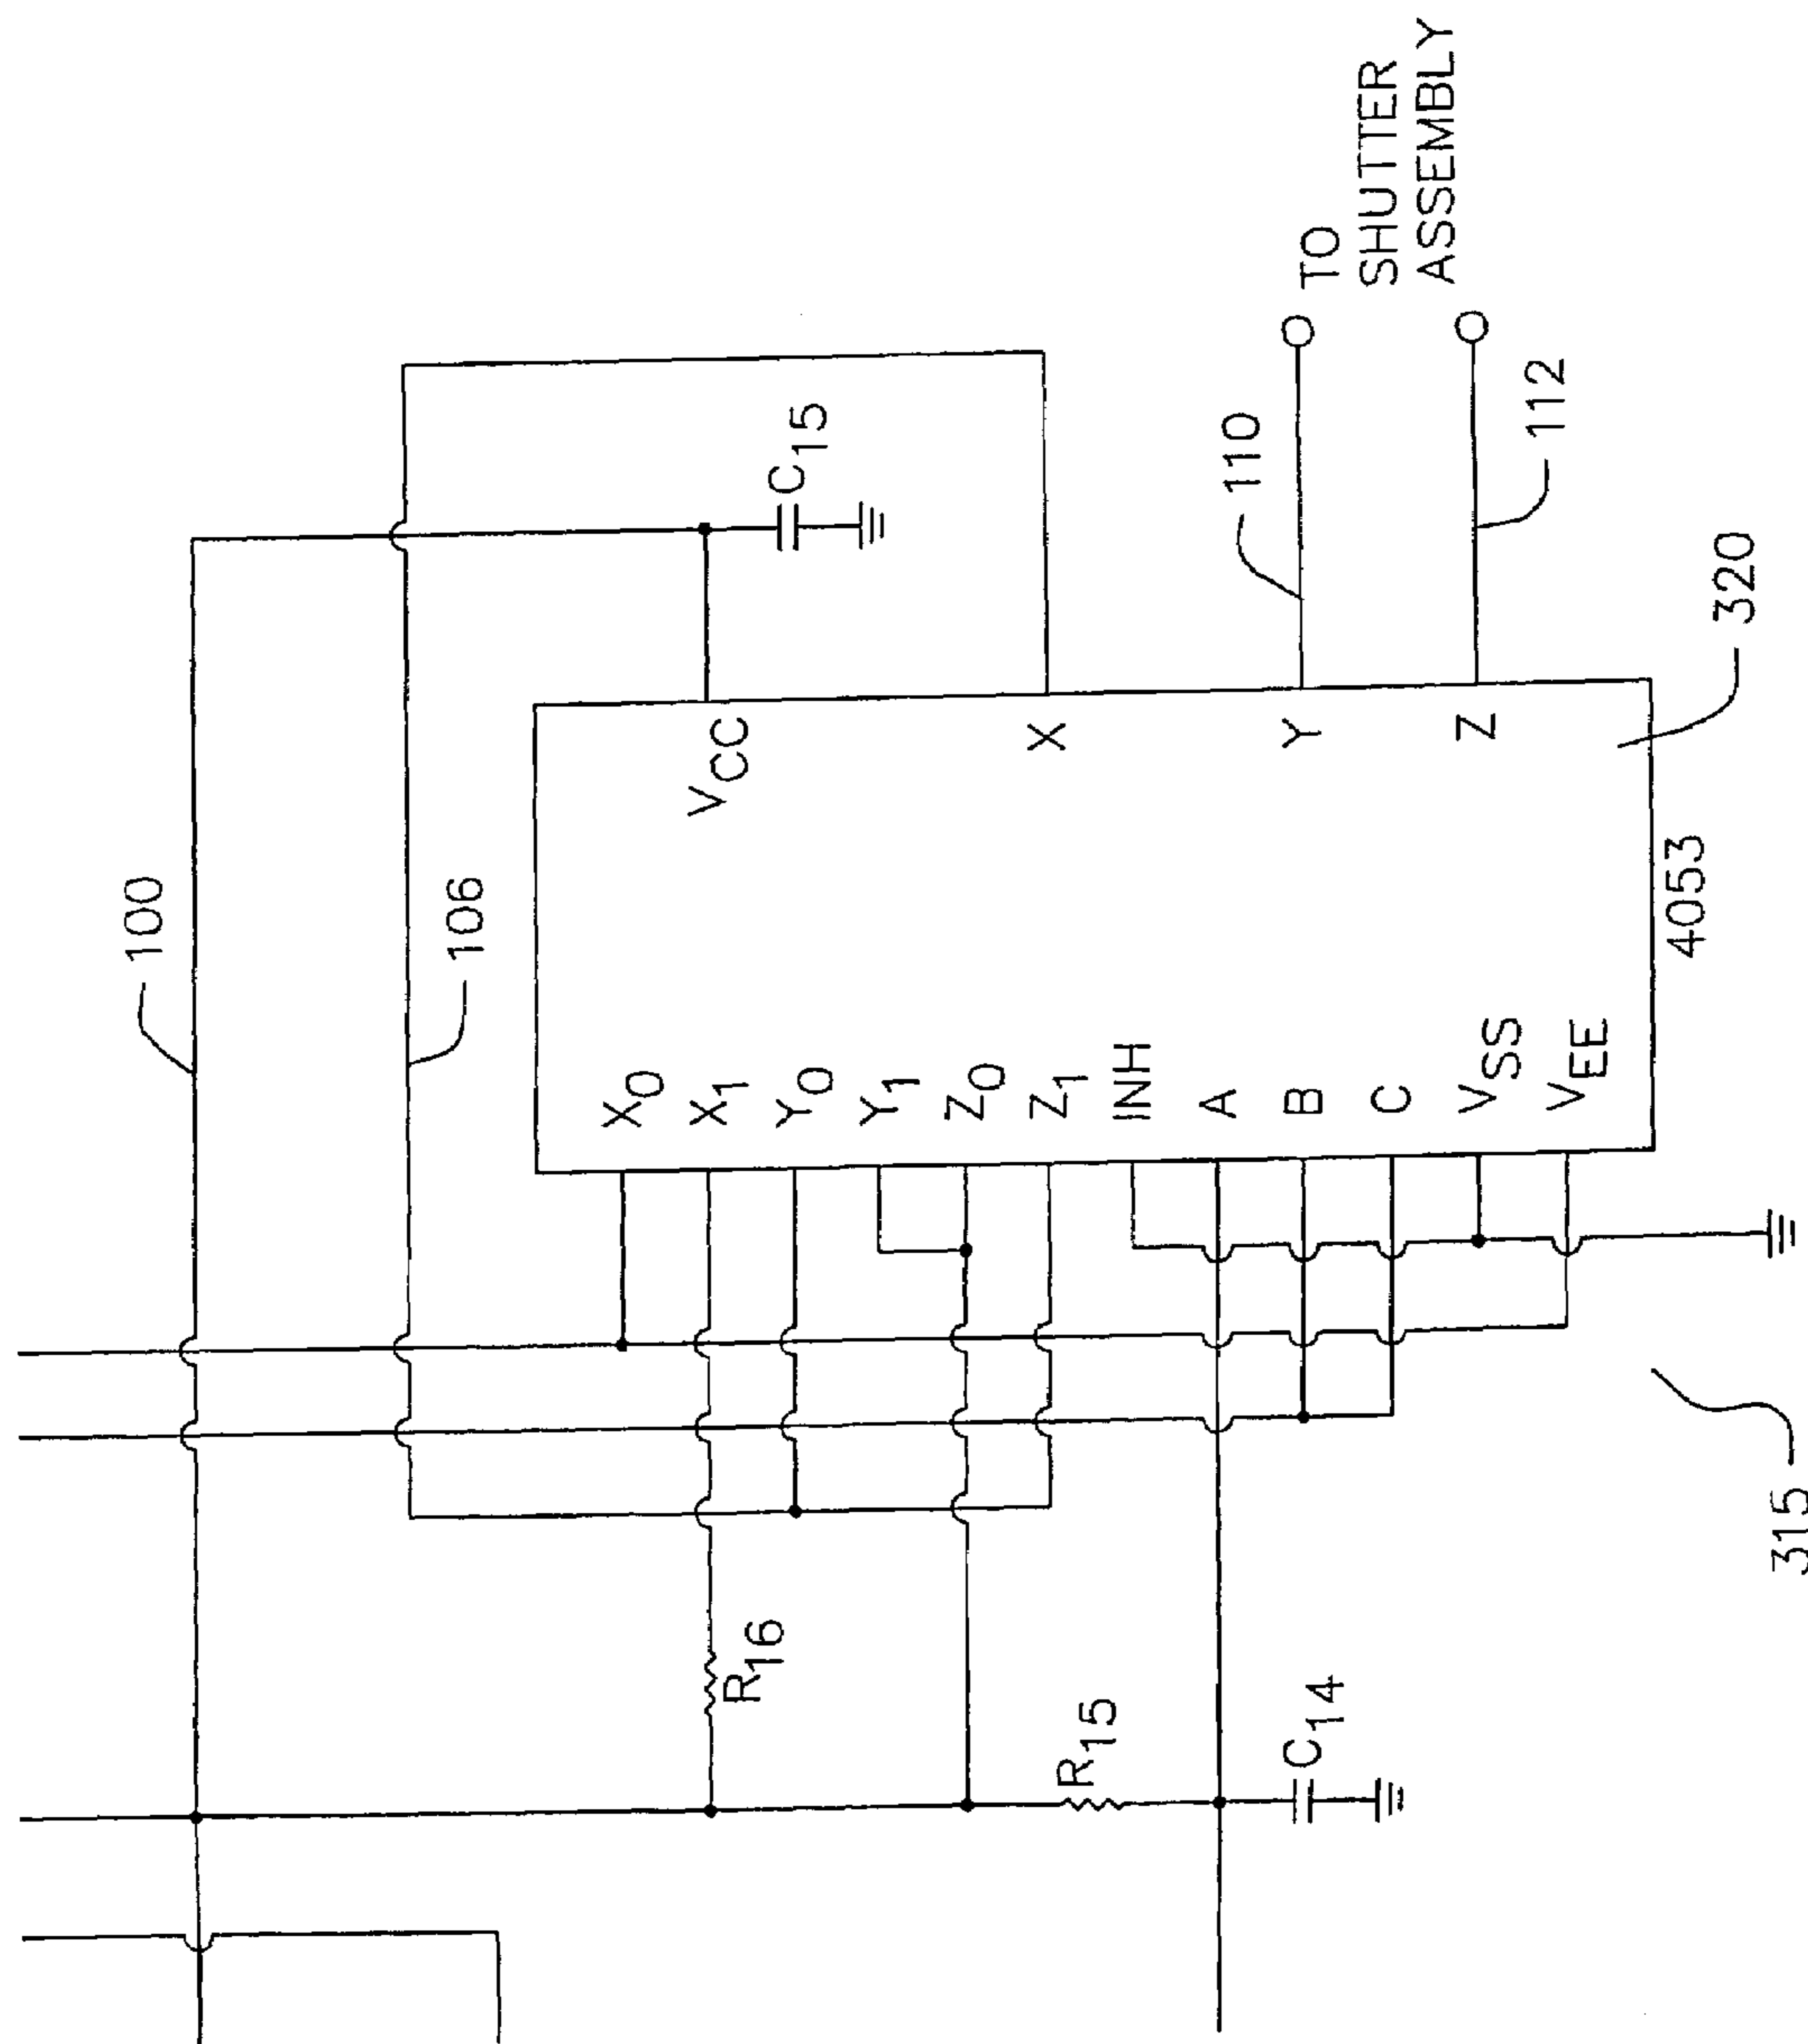 100
106
C15
X0
X1
Y0
Y1
Z0
Z1
INH
A
B
C
VSS
VEE
VCC
X
Y
Z
110
112
TO
SHUTTER
ASSEMBLY
R16
R15
C14
4053
320
315